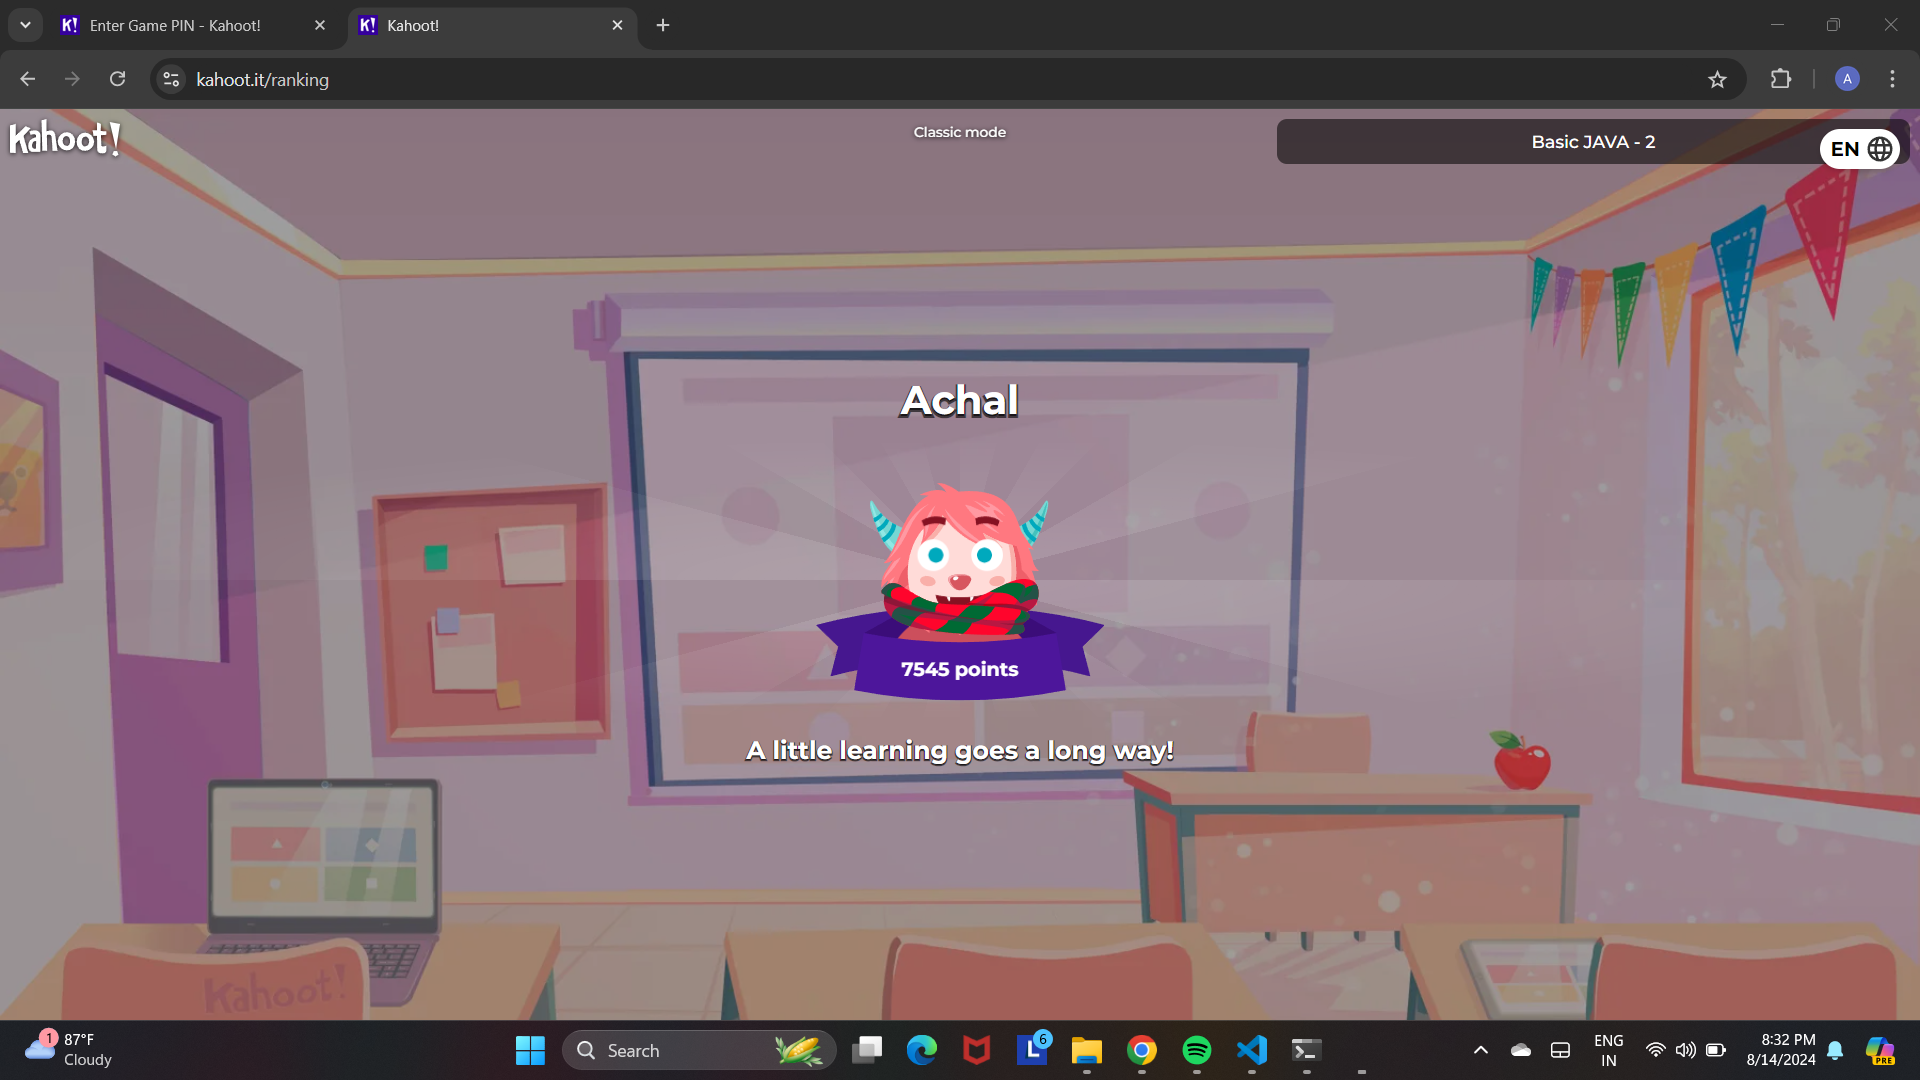 Enter Game PIN - Kahoot!
Kahoot!
kahoot.it/ranking
A
Kahoot!
Classic mode
Basic JAVA - 2
EN
Achal
7545 points
A little learning goes a long way!
Kahoot!
1
87°F
Cloudy
Search
L
6
PRE
ENG
IN
8:32 PM
8/14/2024